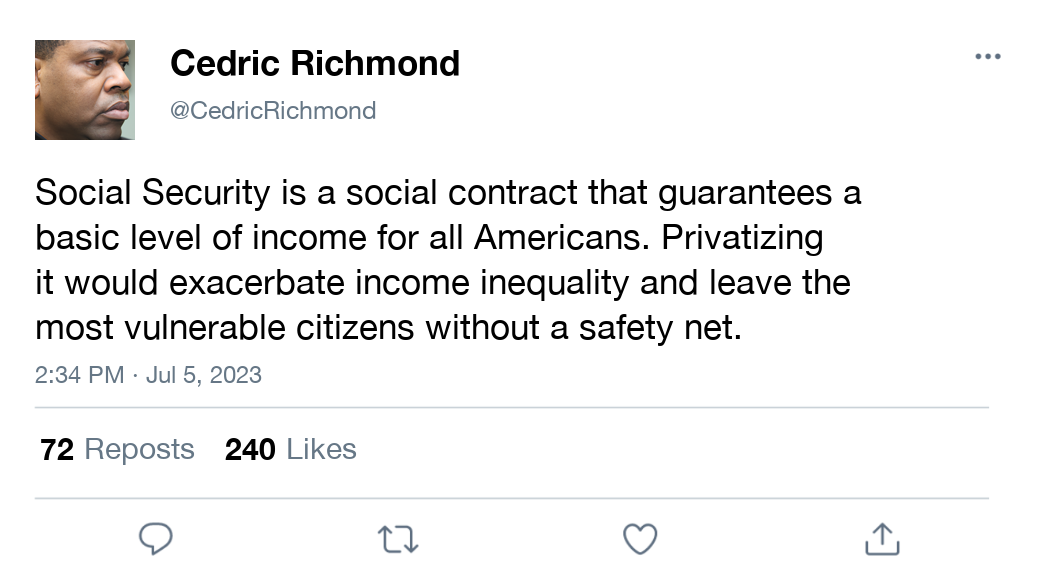 Cedric Richmond
@CedricRichmond
Social Security is a social contract that guarantees a
basic level of income for all Americans. Privatizing
it would exacerbate income inequality and leave the
most vulnerable citizens without a safety net.
2:34 PM · Jul 5, 2023
72 Reposts 240 Likes